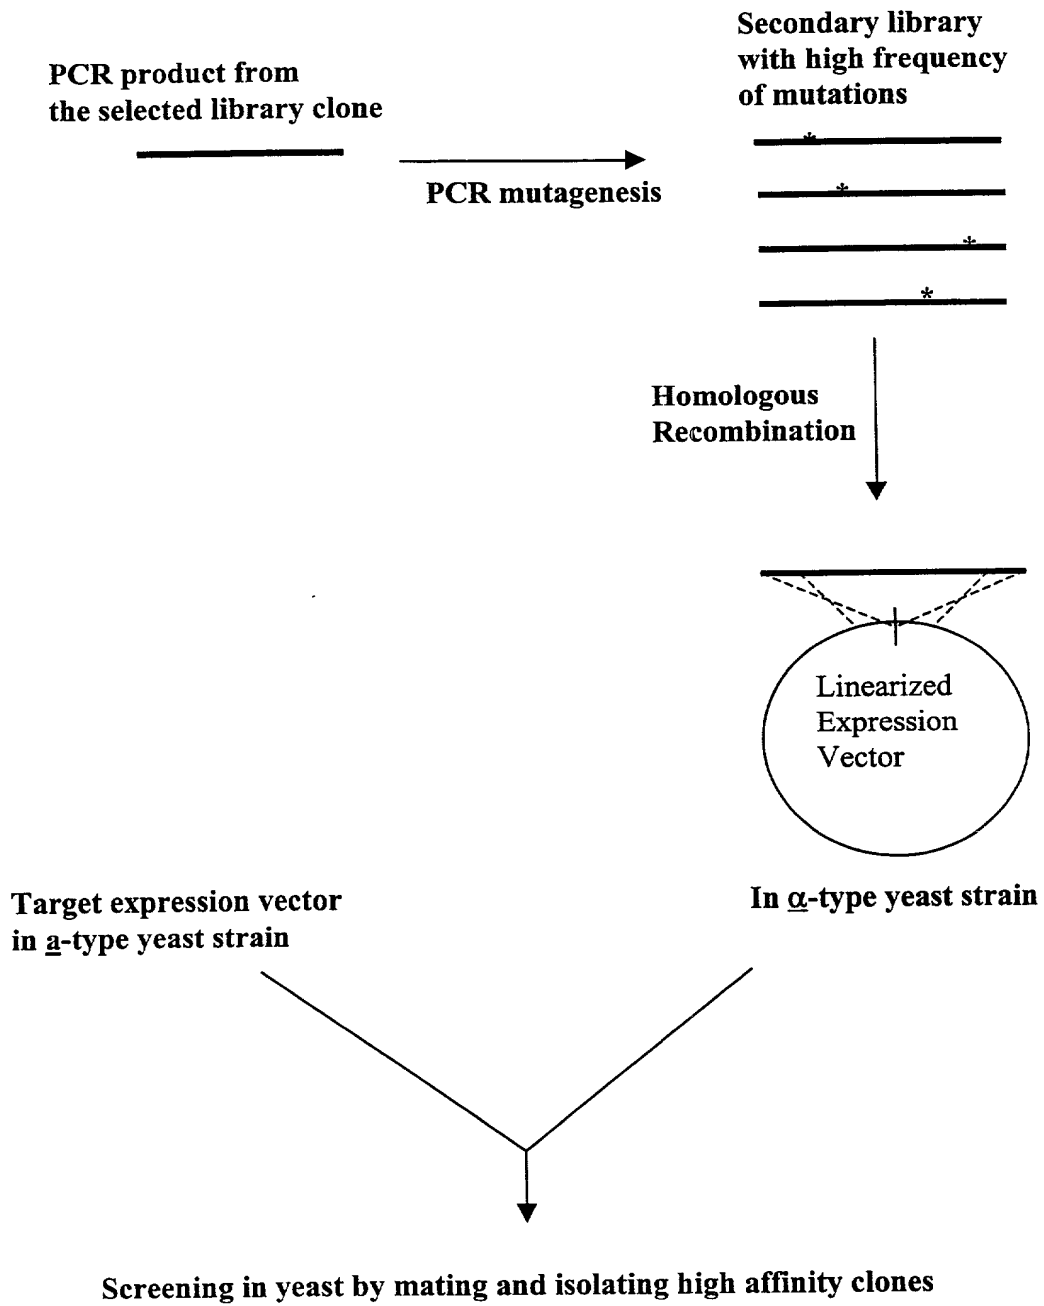 PCR product from
the selected library clone
PCR mutagenesis
Secondary library
with high frequency
of mutations
*
*
*
*
Homologous
Recombination
Linearized
Expression
Vector
In α-type yeast strain
Target expression vector
in a-type yeast strain
Screening in yeast by mating and isolating high affinity clones